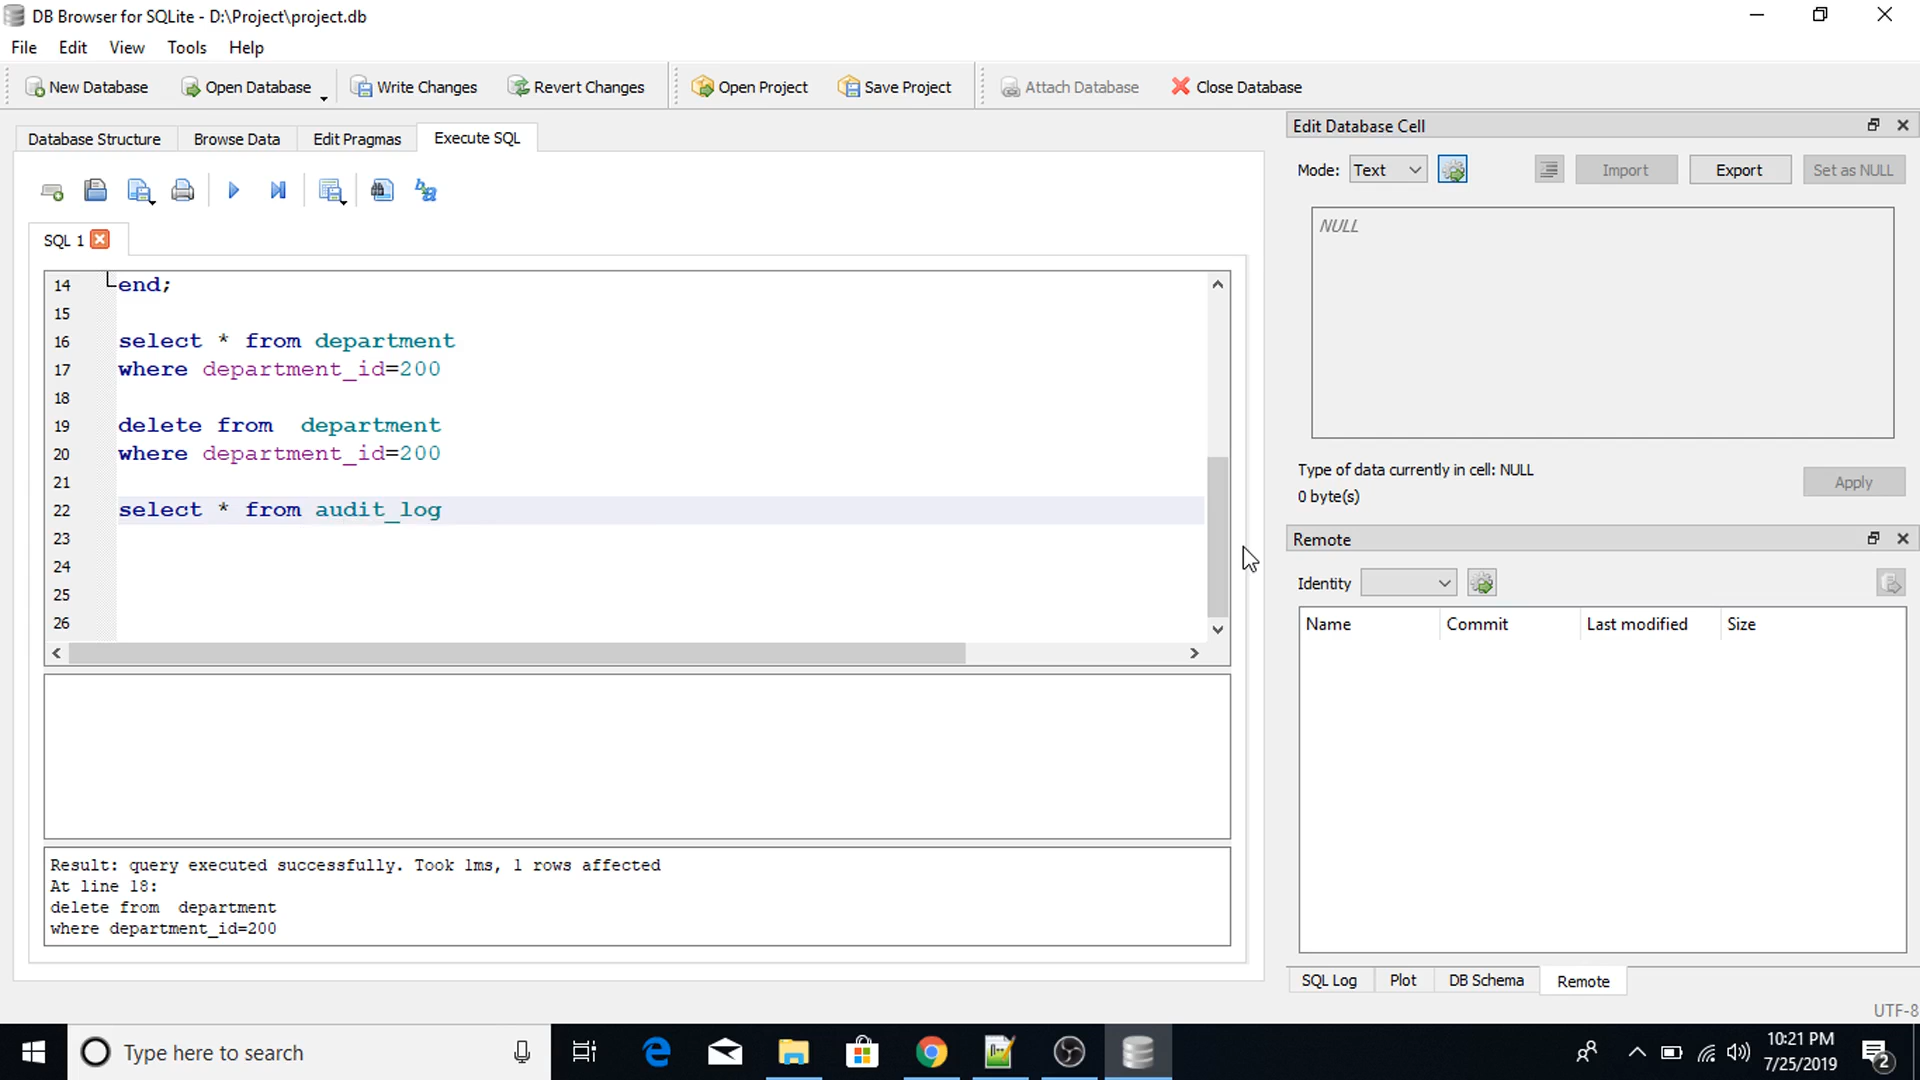 DB Browser for SQLite - D:\Project\project.db
File Edit View Tools Help
New Database Open Database Write Changes Revert Changes Open Project Save Project Attach Database Close Database
Database Structure Browse Data Edit Pragmas Execute SQL
SQL 1
14 end;
15
16 select * from department
17 where department_id=200
18
19 delete from  department
20 where department_id=200
21
22 select * from audit_log
23
24
25
26
Result: query executed successfully. Took 1ms, 1 rows affected
At line 18:
delete from  department
where department_id=200
Edit Database Cell
Mode: Text Import Export Set as NULL
NULL
Type of data currently in cell: NULL
0 byte(s)
Apply
Remote
Identity
Name Commit Last modified Size
SQL Log Plot DB Schema Remote
UTF-8
Type here to search
10:21 PM
7/25/2019
2